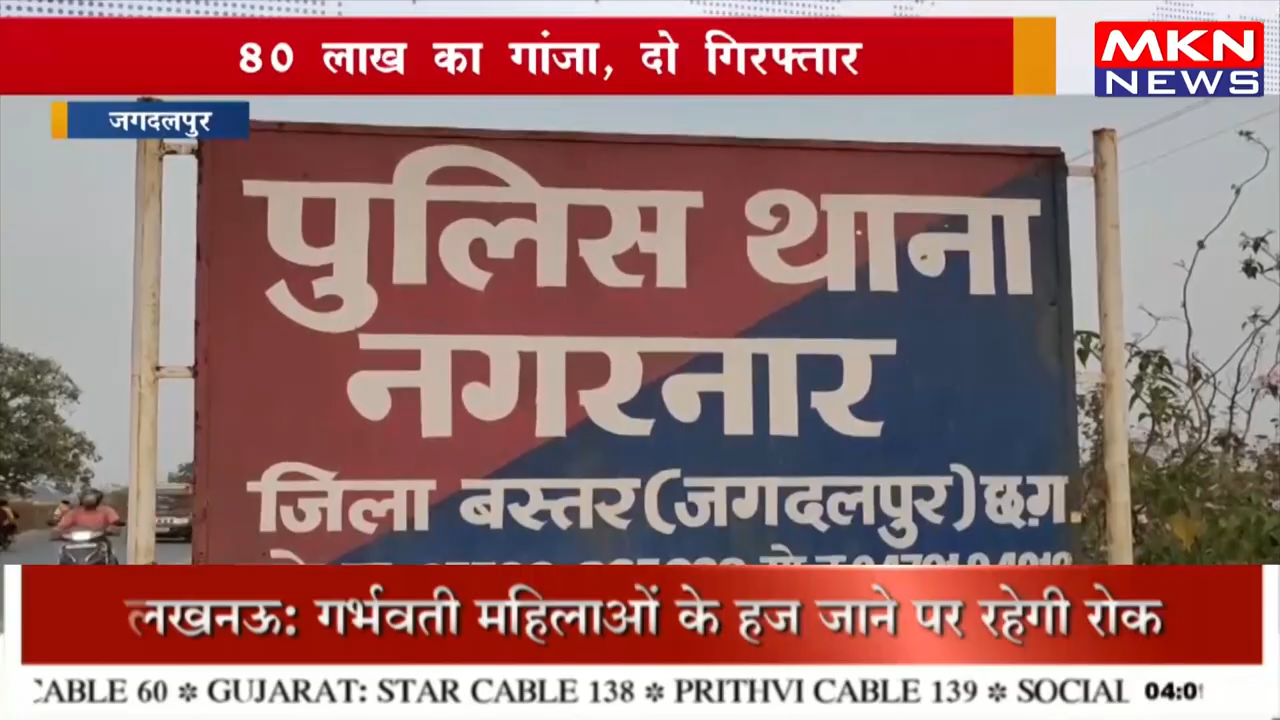 80 लाख का गांजा, दो गिरफ्तार
MKN
NEWS
जगदलपुर
पुलिस थाना
नगरनार
जिला बस्तर(जगदलपुर)छ.ग.
लखनऊ: गर्भवती महिलाओं के हज जाने पर रहेगी रोक
CABLE 60 * GUJARAT: STAR CABLE 138 * PRITHVI CABLE 139 * SOCIAL